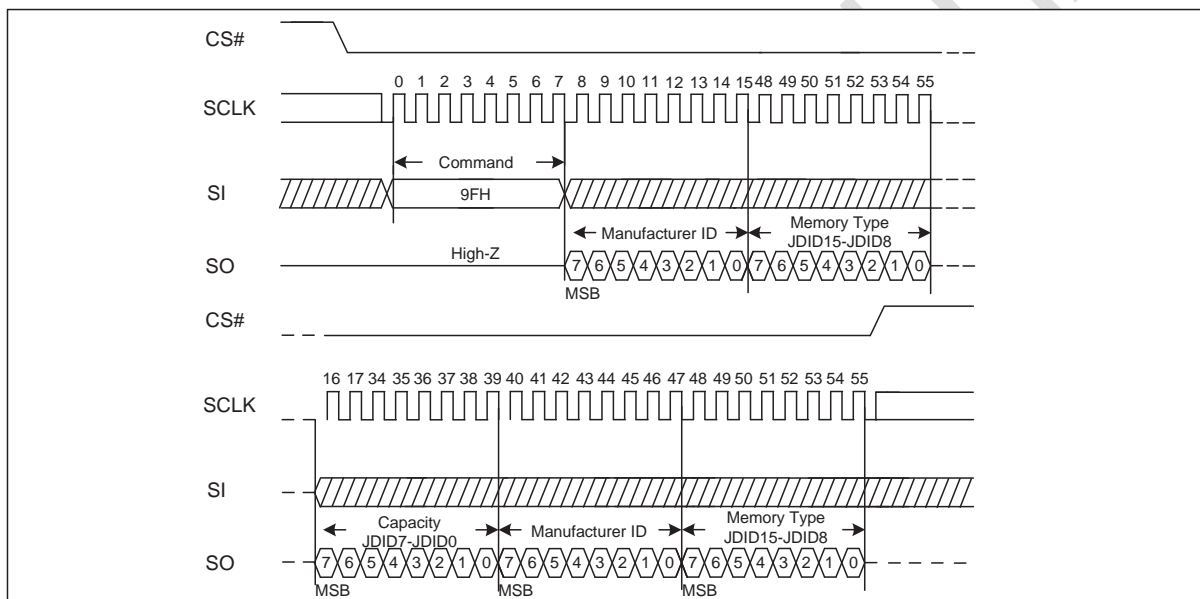 CS#
0 1 2 3 4 5 6 7 8 9 10 11 12 13 14 15 48 49 50 51 52 53 54 55
SCLK
Command
SI
9FH
Manufacturer ID
Memory Type
JDID15-JDID8
High-Z
SO
7 6 5 4 3 2 1 0 7 6 5 4 3 2 1 0
MSB
CS#
16 17 34 35 36 37 38 39 40 41 42 43 44 45 46 47 48 49 50 51 52 53 54 55
SCLK
SI
Capacity
JDID7-JDID0
Manufacturer ID
Memory Type
JDID15-JDID8
SO
7 6 5 4 3 2 1 0 7 6 5 4 3 2 1 0 7 6 5 4 3 2 1 0
MSB MSB MSB